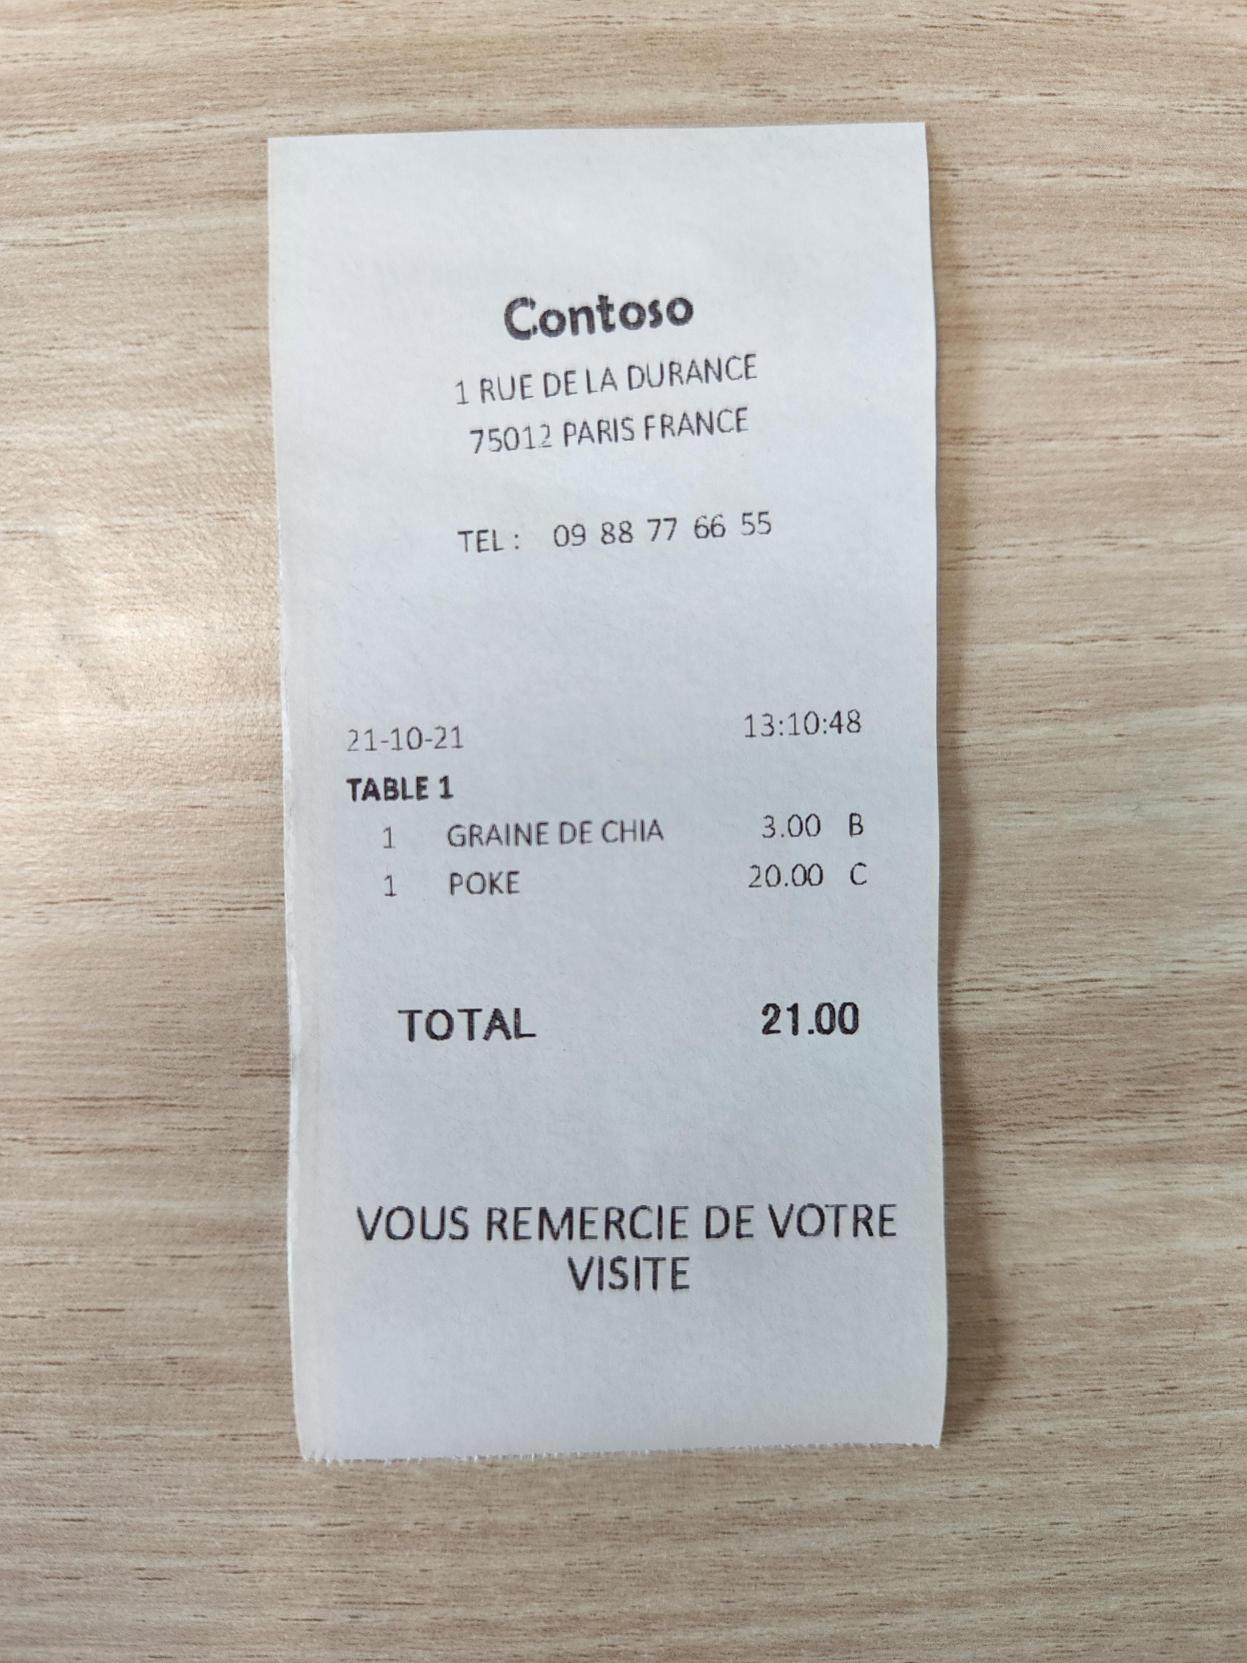 Contoso
1 RUE DE LA DURANCE
75012 PARIS FRANCE
TEL : 09 88 77 66 55
21-10-21 13:10:48
TABLE 1
1 GRAINE DE CHIA 3.00 B
1 POKE 20.00 C
TOTAL 21.00
VOUS REMERCIE DE VOTRE
VISITE